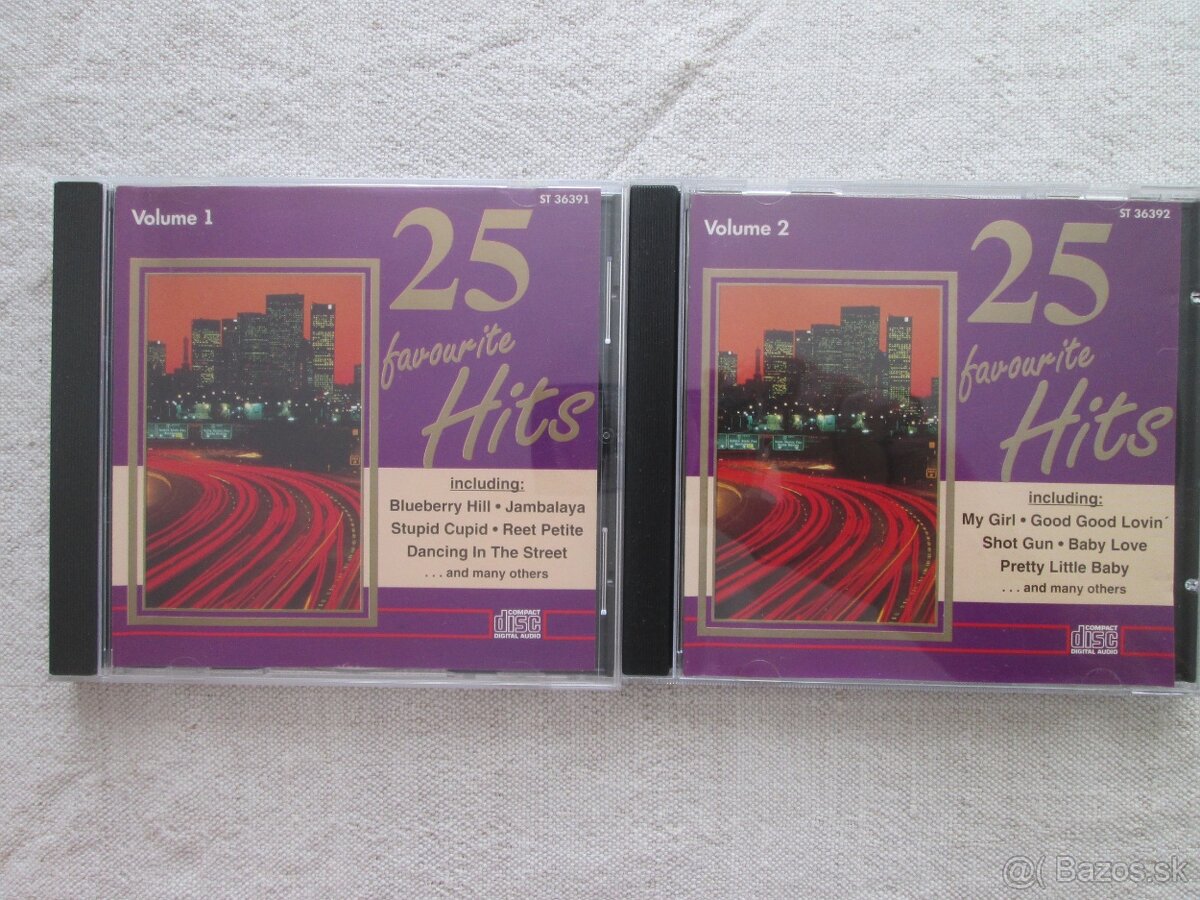 Volume 1
ST 36391
25
favourite
Hits
including:
Blueberry Hill • Jambalaya
Stupid Cupid • Reet Petite
Dancing In The Street
...and many others
COMPACT
disc
DIGITAL AUDIO
Volume 2
ST 36392
25
favourite
Hits
including:
My Girl • Good Good Lovin´
Shot Gun • Baby Love
Pretty Little Baby
...and many others
COMPACT
disc
DIGITAL AUDIO
@( Bazos.sk